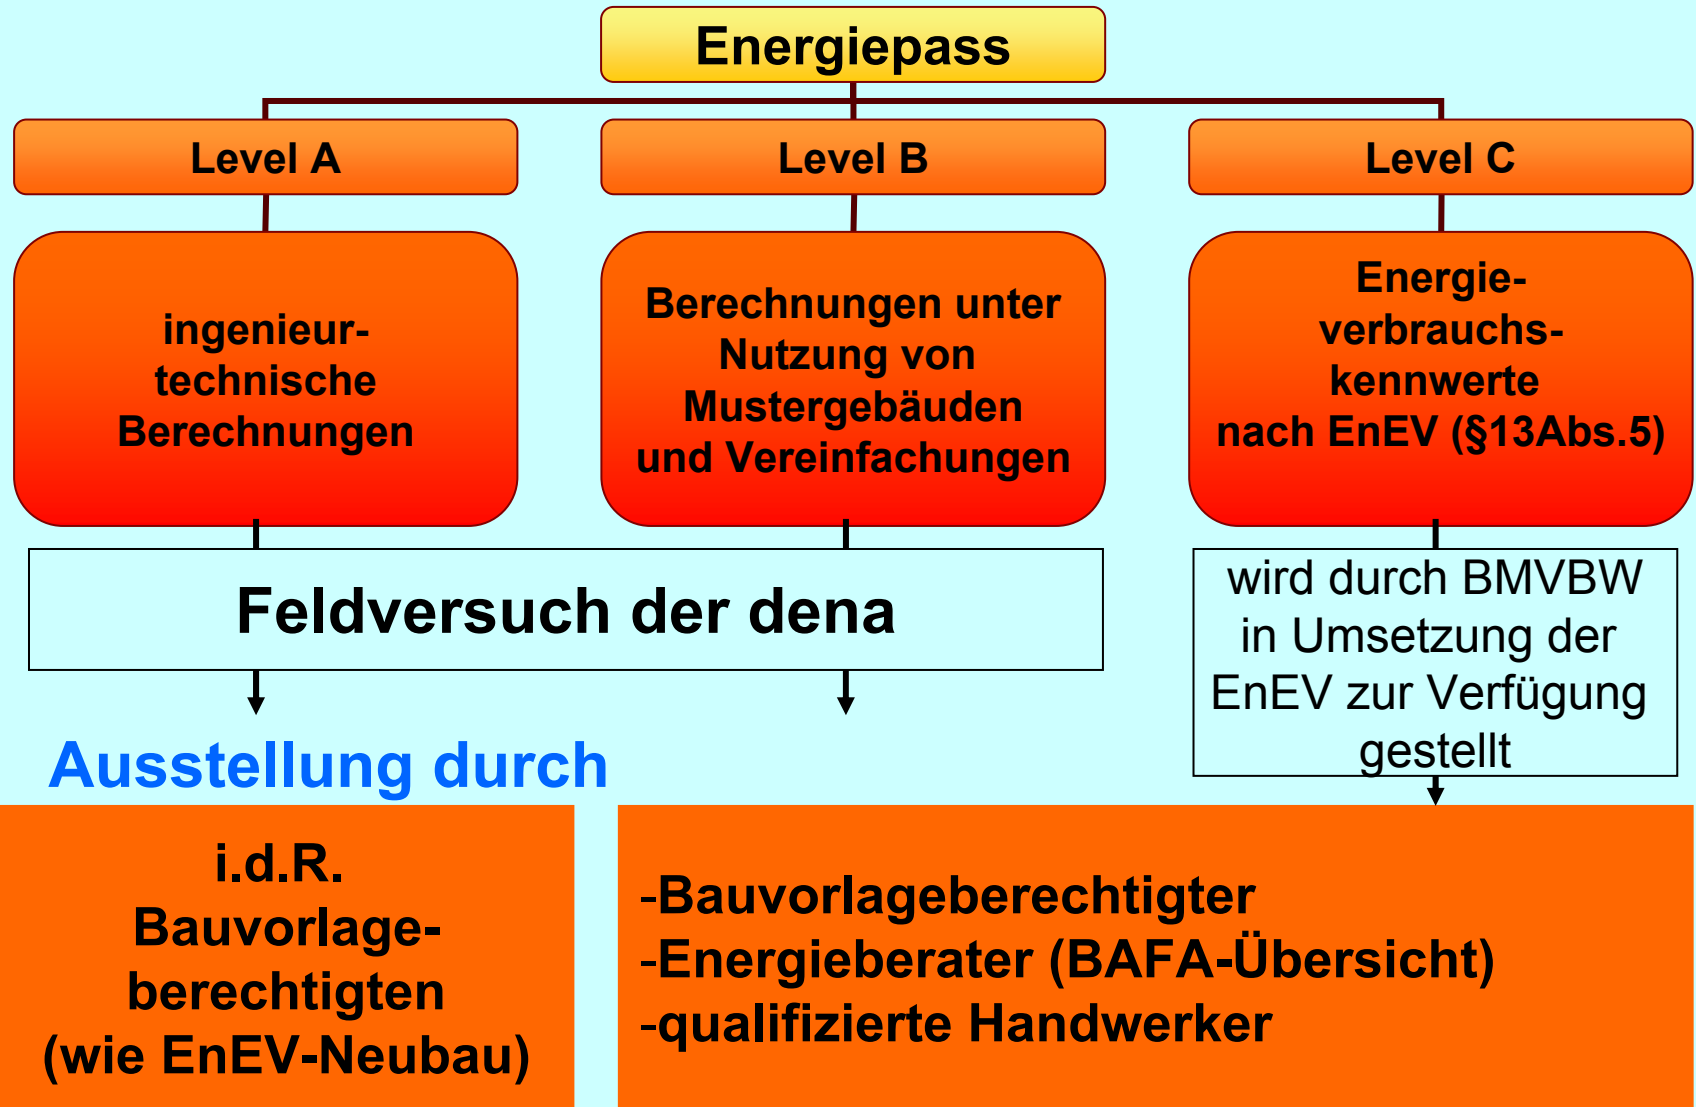 Energiepass
Level A
Level B
Level C
ingenieur-
technische
Berechnungen
Berechnungen unter
Nutzung von
Mustergebäuden
und Vereinfachungen
Energie-
verbrauchs-
kennwerte
nach EnEV (§13Abs.5)
Feldversuch der dena
wird durch BMVBW
in Umsetzung der
EnEV zur Verfügung
gestellt
Ausstellung durch
i.d.R.
Bauvorlage-
berechtigten
(wie EnEV-Neubau)
-Bauvorlageberechtigter
-Energieberater (BAFA-Übersicht)
-qualifizierte Handwerker